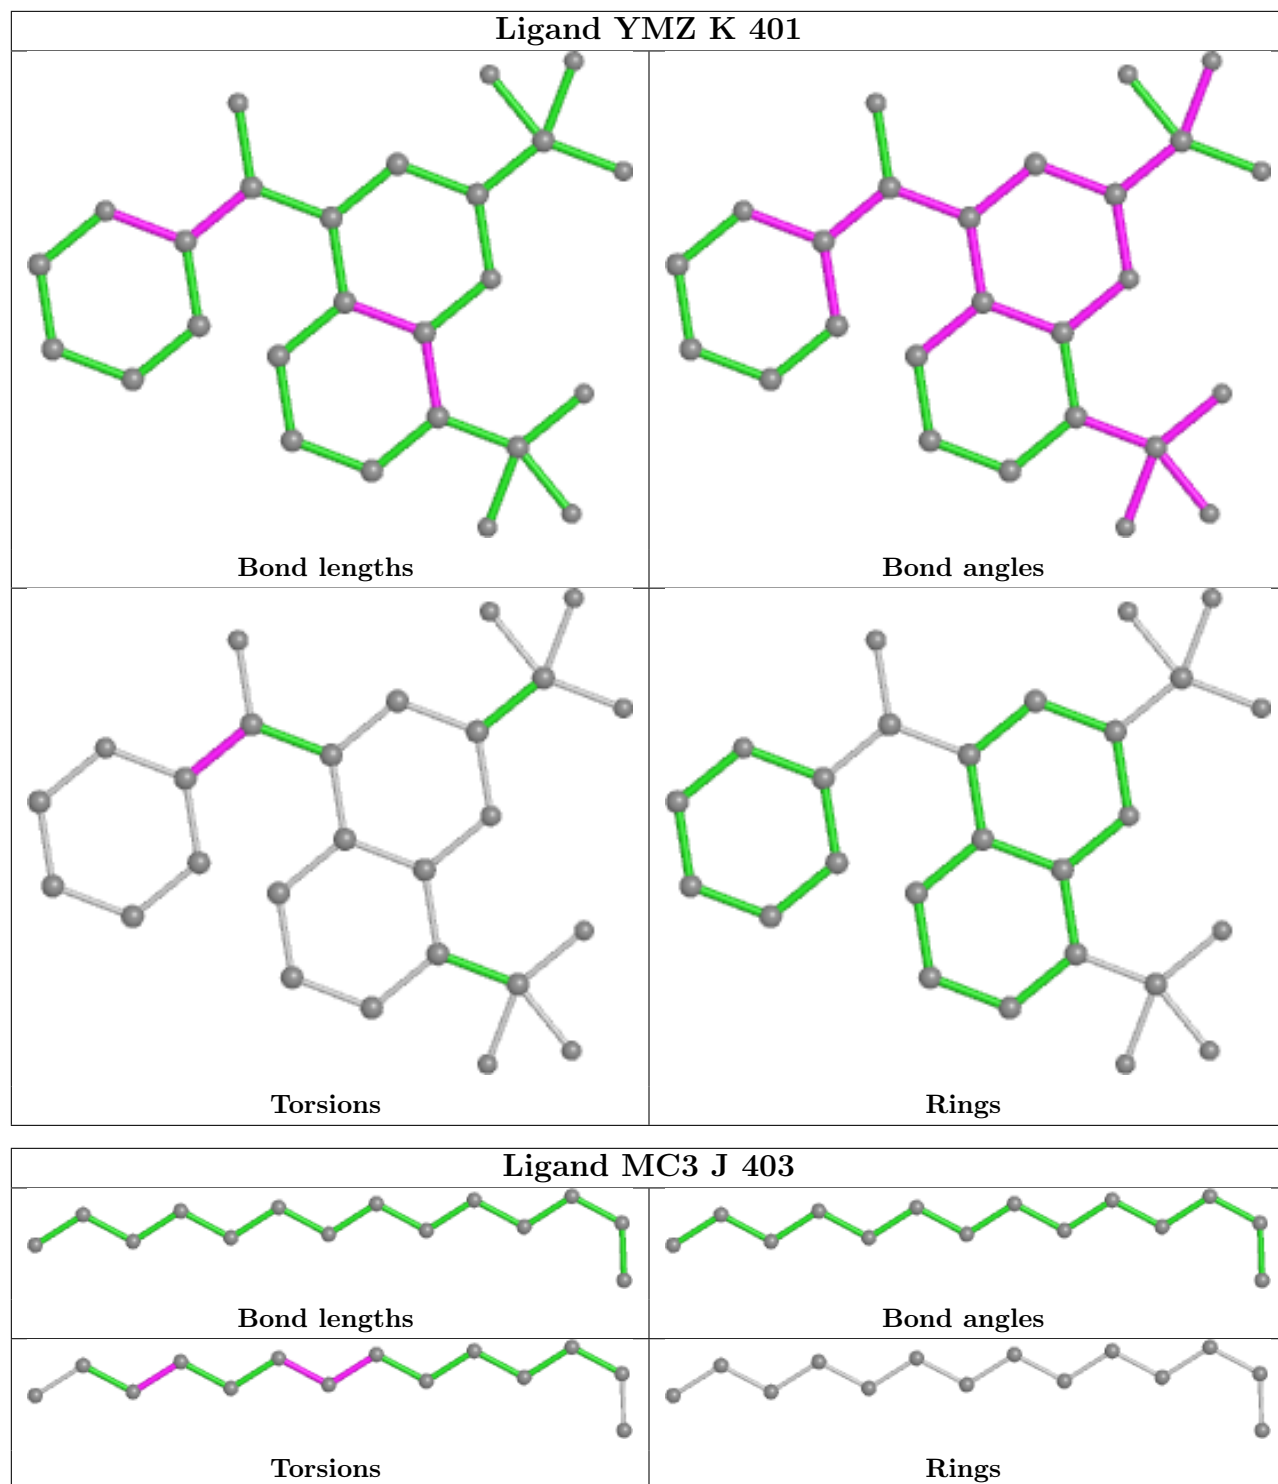 Ligand YMZ K 401
Bond lengths
Bond angles
Torsions
Rings
Ligand MC3 J 403
Bond lengths
Bond angles
Torsions
Rings